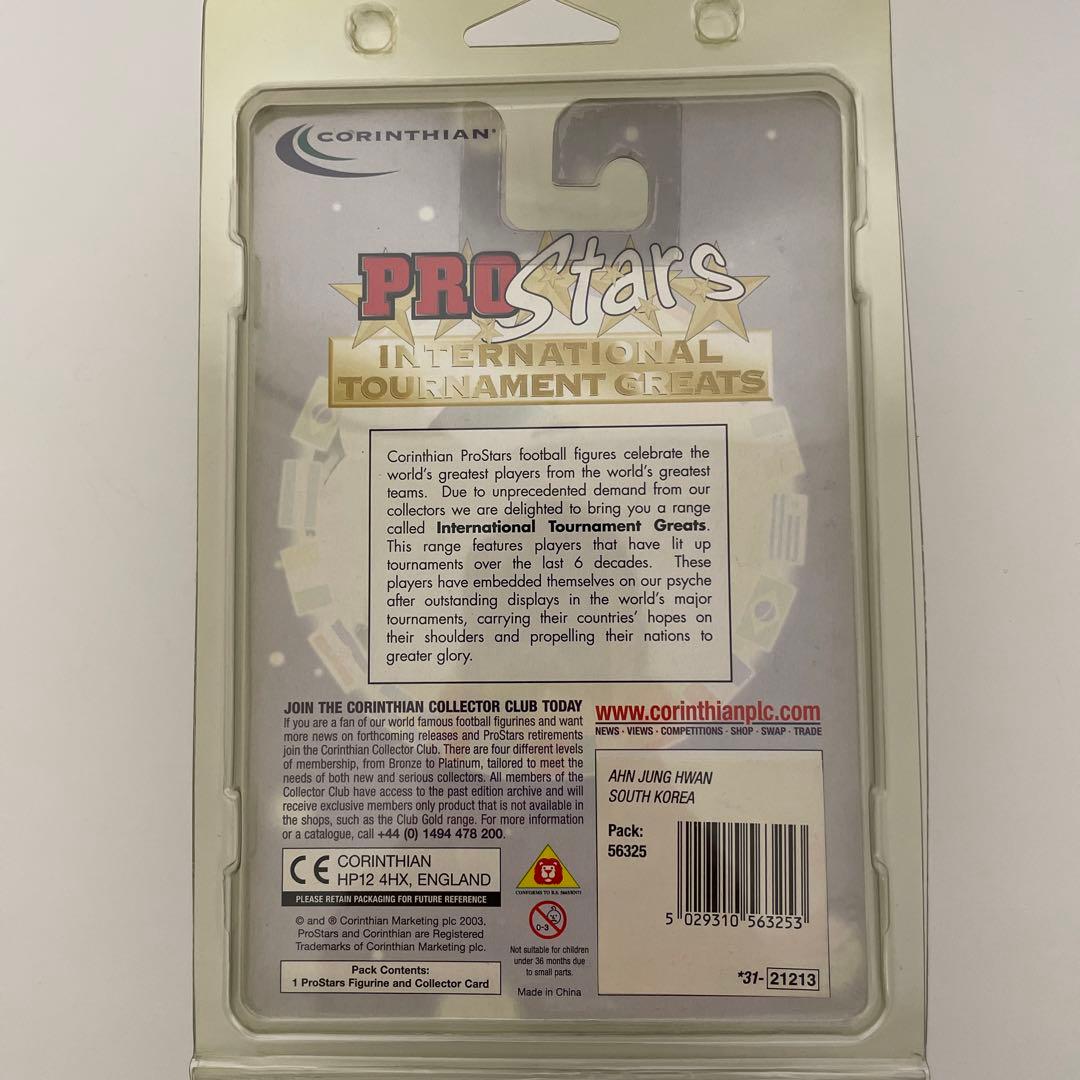 CORINTHIAN®
PROStars
INTERNATIONAL
TOURNAMENT GREATS
Corinthian ProStars football figures celebrate the
world's greatest players from the world's greatest
teams. Due to unprecedented demand from our
collectors we are delighted to bring you a range
called International Tournament Greats.
This range features players that have lit up
tournaments over the last 6 decades. These
players have embedded themselves on our psyche
after outstanding displays in the world's major
tournaments, carrying their countries' hopes on
their shoulders and propelling their nations to
greater glory.
JOIN THE CORINTHIAN COLLECTOR CLUB TODAY
If you are a fan of our world famous football figurines and want
more news on forthcoming releases and ProStars retirements
join the Corinthian Collector Club. There are four different levels
of membership, from Bronze to Platinum, tailored to meet the
needs of both new and serious collectors. All members of the
Collector Club have access to the past edition archive and will
receive exclusive members only product that is not available in
the shops, such as the Club Gold range. For more information
or a catalogue, call +44 (0) 1494 478 200.
www.corinthianplc.com
NEWS · VIEWS · COMPETITIONS · SHOP · SWAP · TRADE
AHN JUNG HWAN
SOUTH KOREA
Pack:
56325
5 029310 563253
*31- 21213
CE CORINTHIAN
HP12 4HX, ENGLAND
PLEASE RETAIN PACKAGING FOR FUTURE REFERENCE
© and ® Corinthian Marketing plc 2003.
ProStars and Corinthian are Registered
Trademarks of Corinthian Marketing plc.
Pack Contents:
1 ProStars Figurine and Collector Card
CONFORMS TO B.S. 5665/EN71
0-3
Not suitable for children
under 36 months due
to small parts.
Made in China